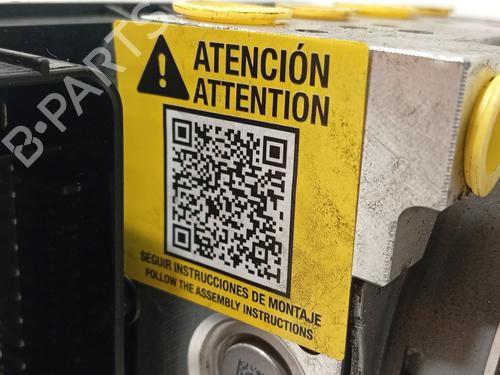 B-PARTS
ATENCIÓN
ATTENTION
SEGUIR INSTRUCCIONES DE MONTAJE
FOLLOW THE ASSEMBLY INSTRUCTIONS